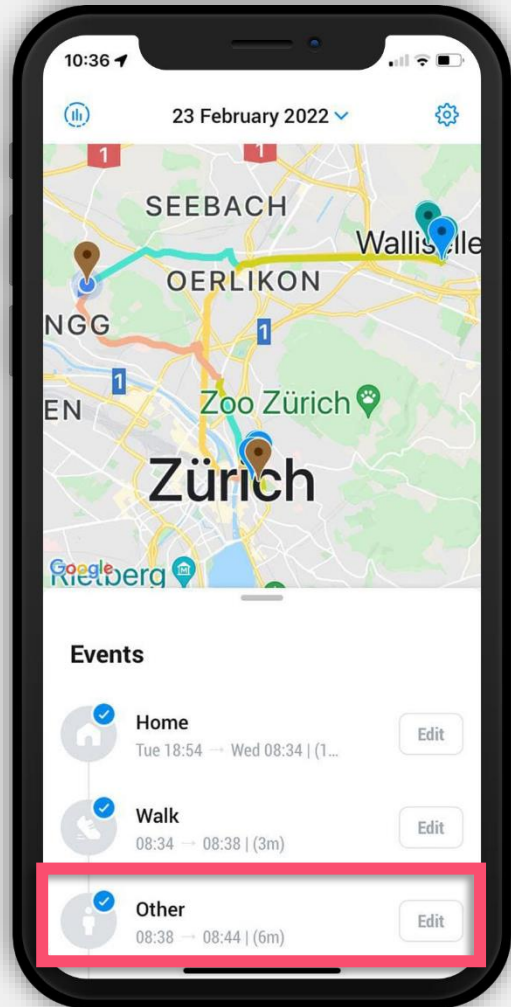 10:36
23 February 2022
1
1
SEEBACH
Walliselle
OERLIKON
NGG
1
1
EN
Zoo Zürich
Zürich
Google
Rietberg
Events
Home
Edit
Tue 18:54 → Wed 08:34 | (1...
Walk
Edit
08:34 → 08:38 | (3m)
Other
Edit
08:38 → 08:44 | (6m)